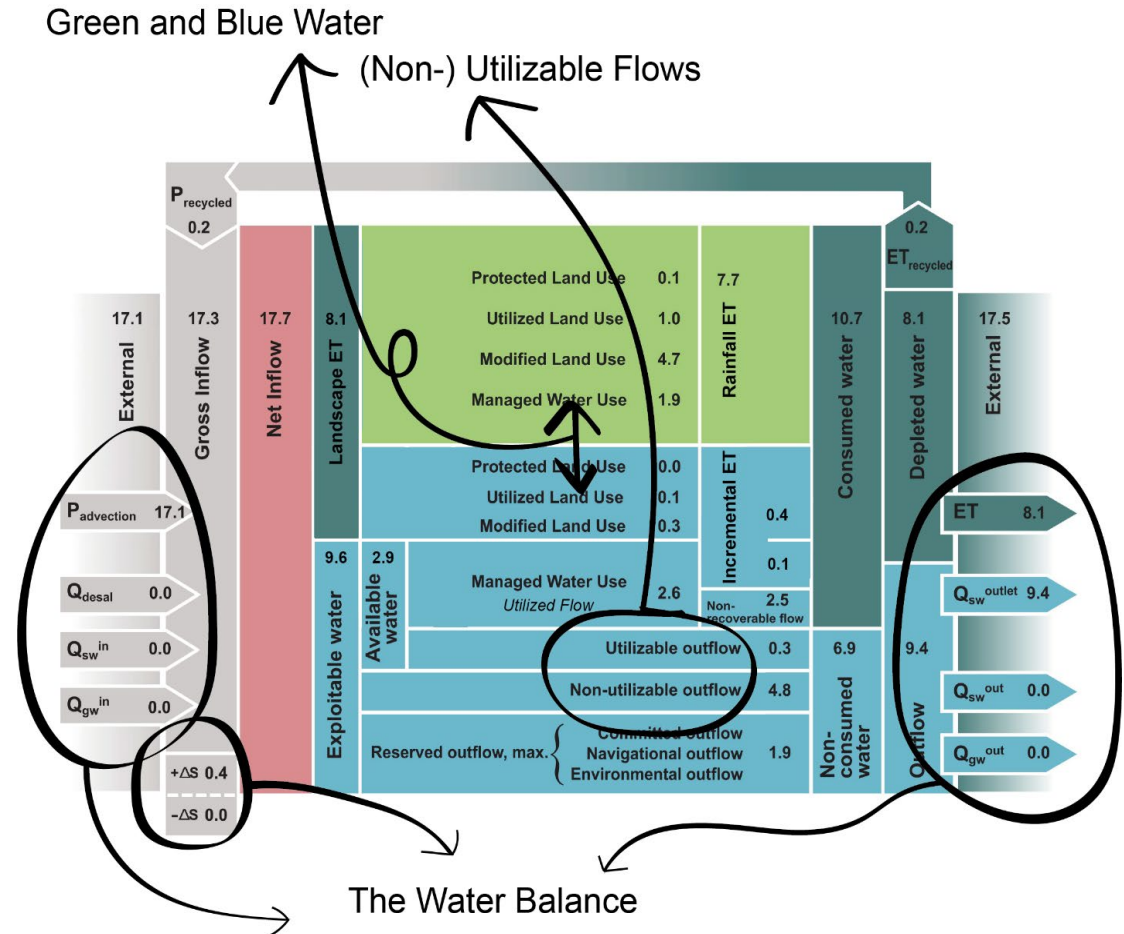 Green and Blue Water
(Non-) Utilizable Flows
P recycled
0.2
0.2
ET recycled
17.1
External
17.3
Gross Inflow
17.7
Net Inflow
8.1
Landscape ET
Protected Land Use 0.1
Utilized Land Use 1.0
Modified Land Use 4.7
Managed Water Use 1.9
7.7
Rainfall ET
Protected Land Use 0.0
Utilized Land Use 0.1
Modified Land Use 0.3
Incremental ET
0.4
0.1
9.6
Exploitable water
2.9
Available water
Managed Water Use 2.6
Utilized Flow
Non-recoverable flow
2.5
Utilizable outflow 0.3
Non-utilizable outflow 4.8
Reserved outflow, max.
Committed outflow
Navigational outflow 1.9
Environmental outflow
10.7
Consumed water
6.9
Non-consumed water
8.1
Depleted water
9.4
Outflow
17.5
External
P advection 17.1
Q desal 0.0
Q sw in 0.0
Q gw in 0.0
+ΔS 0.4
−ΔS 0.0
ET 8.1
Q sw outlet 9.4
Q sw out 0.0
Q gw out 0.0
The Water Balance